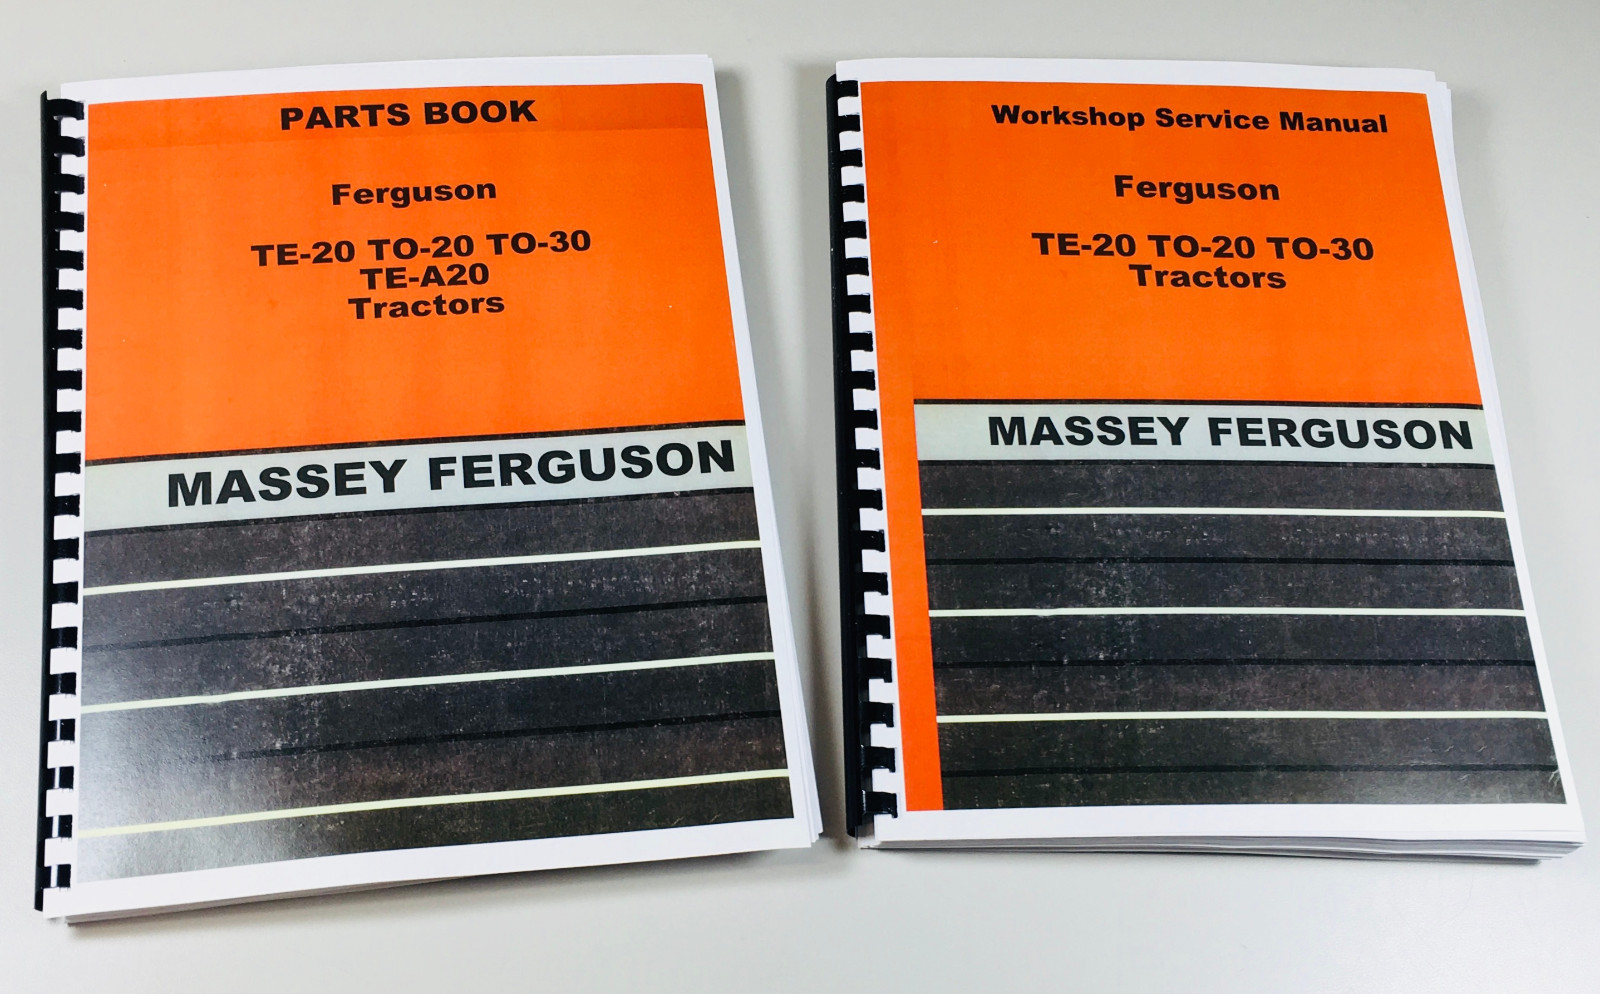 PARTS BOOK
Ferguson
TE-20 TO-20 TO-30
TE-A20
Tractors
MASSEY FERGUSON
Workshop Service Manual
Ferguson
TE-20 TO-20 TO-30
Tractors
MASSEY FERGUSON